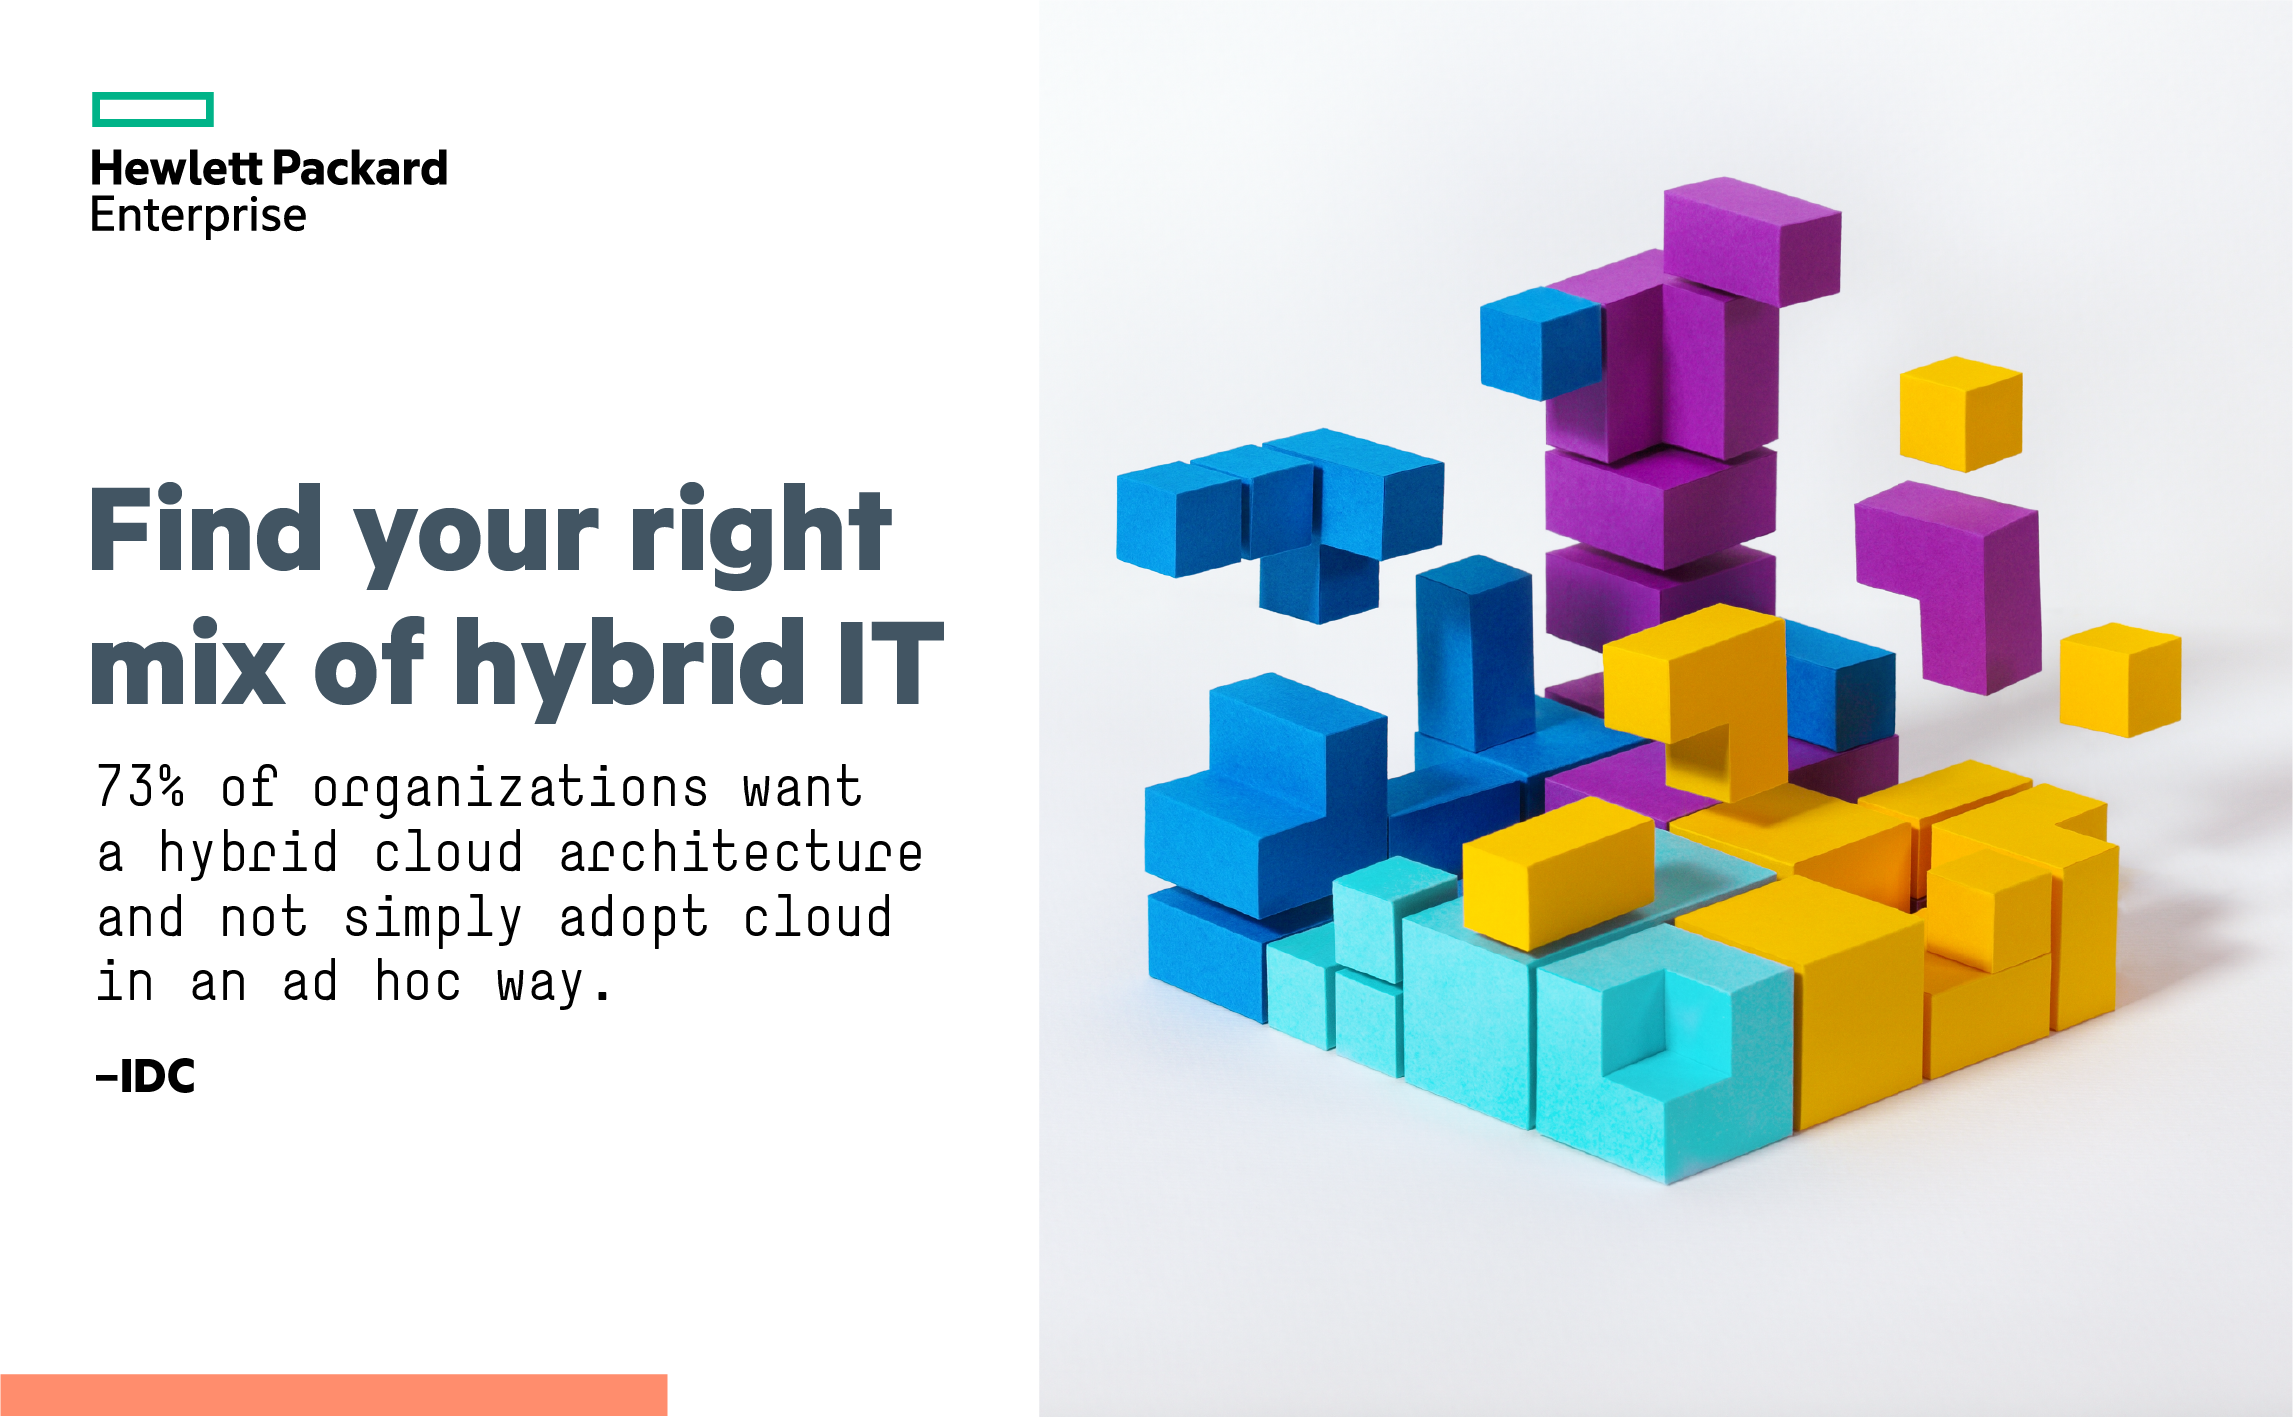 Hewlett Packard
Enterprise
Find your right
mix of hybrid IT
73% of organizations want
a hybrid cloud architecture
and not simply adopt cloud
in an ad hoc way.
–IDC